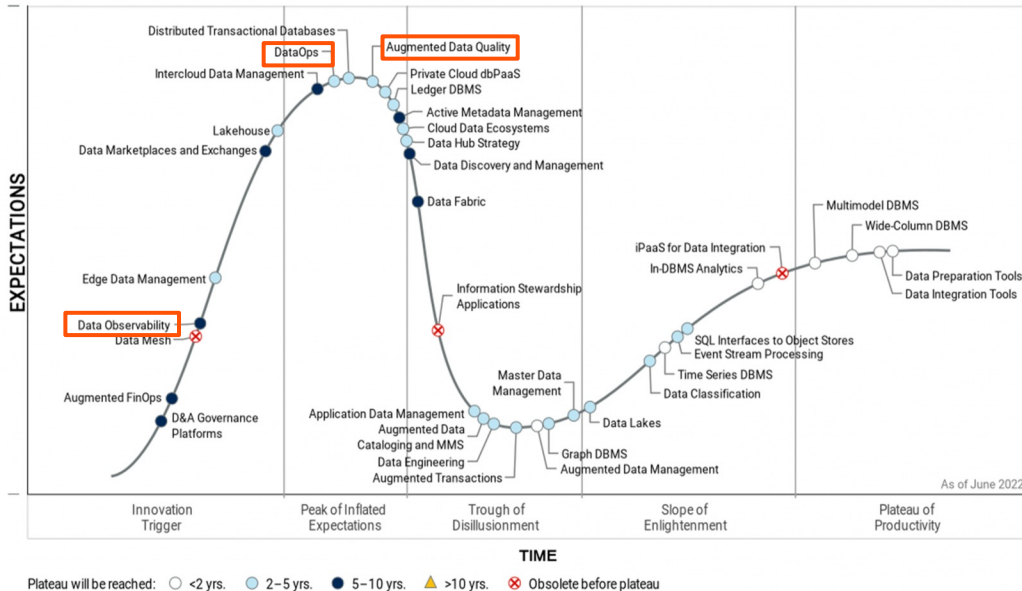 EXPECTATIONS
Distributed Transactional Databases
DataOps
Augmented Data Quality
Intercloud Data Management
Private Cloud dbPaaS
Ledger DBMS
Active Metadata Management
Lakehouse
Cloud Data Ecosystems
Data Marketplaces and Exchanges
Data Hub Strategy
Data Discovery and Management
Data Fabric
Multimodel DBMS
Wide-Column DBMS
iPaaS for Data Integration
In-DBMS Analytics
Edge Data Management
Data Preparation Tools
Data Integration Tools
Information Stewardship
Applications
Data Observability
Data Mesh
SQL Interfaces to Object Stores
Event Stream Processing
Time Series DBMS
Data Classification
Master Data
Management
Augmented FinOps
D&A Governance
Platforms
Application Data Management
Augmented Data
Cataloging and MMS
Data Engineering
Augmented Transactions
Data Lakes
Graph DBMS
Augmented Data Management
As of June 2022
Innovation
Trigger
Peak of Inflated
Expectations
Trough of
Disillusionment
Slope of
Enlightenment
Plateau of
Productivity
TIME
Plateau will be reached: <2 yrs. 2–5 yrs. 5–10 yrs. >10 yrs. Obsolete before plateau